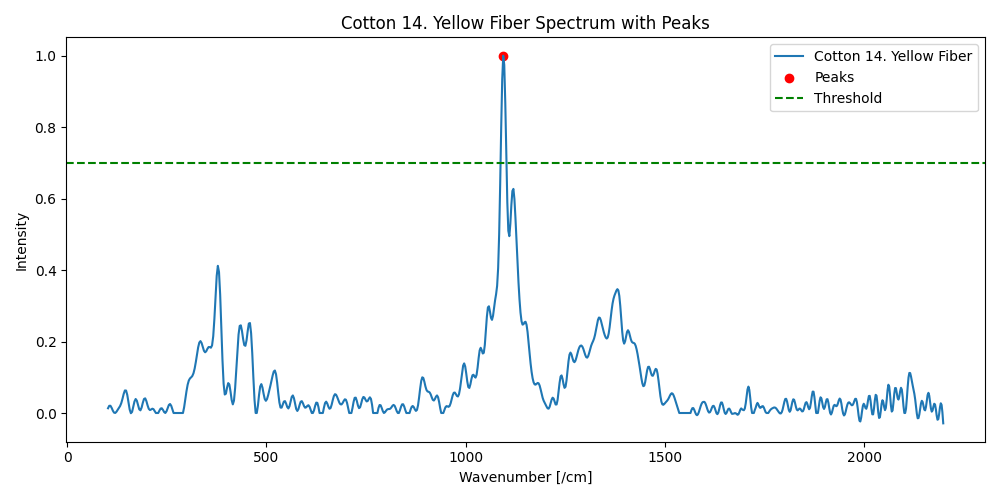 Cotton 14. Yellow Fiber Spectrum with Peaks
Cotton 14. Yellow Fiber
Peaks
Threshold
Intensity
1.0
0.8
0.6
0.4
0.2
0.0
0
500
1000
1500
2000
Wavenumber [/cm]